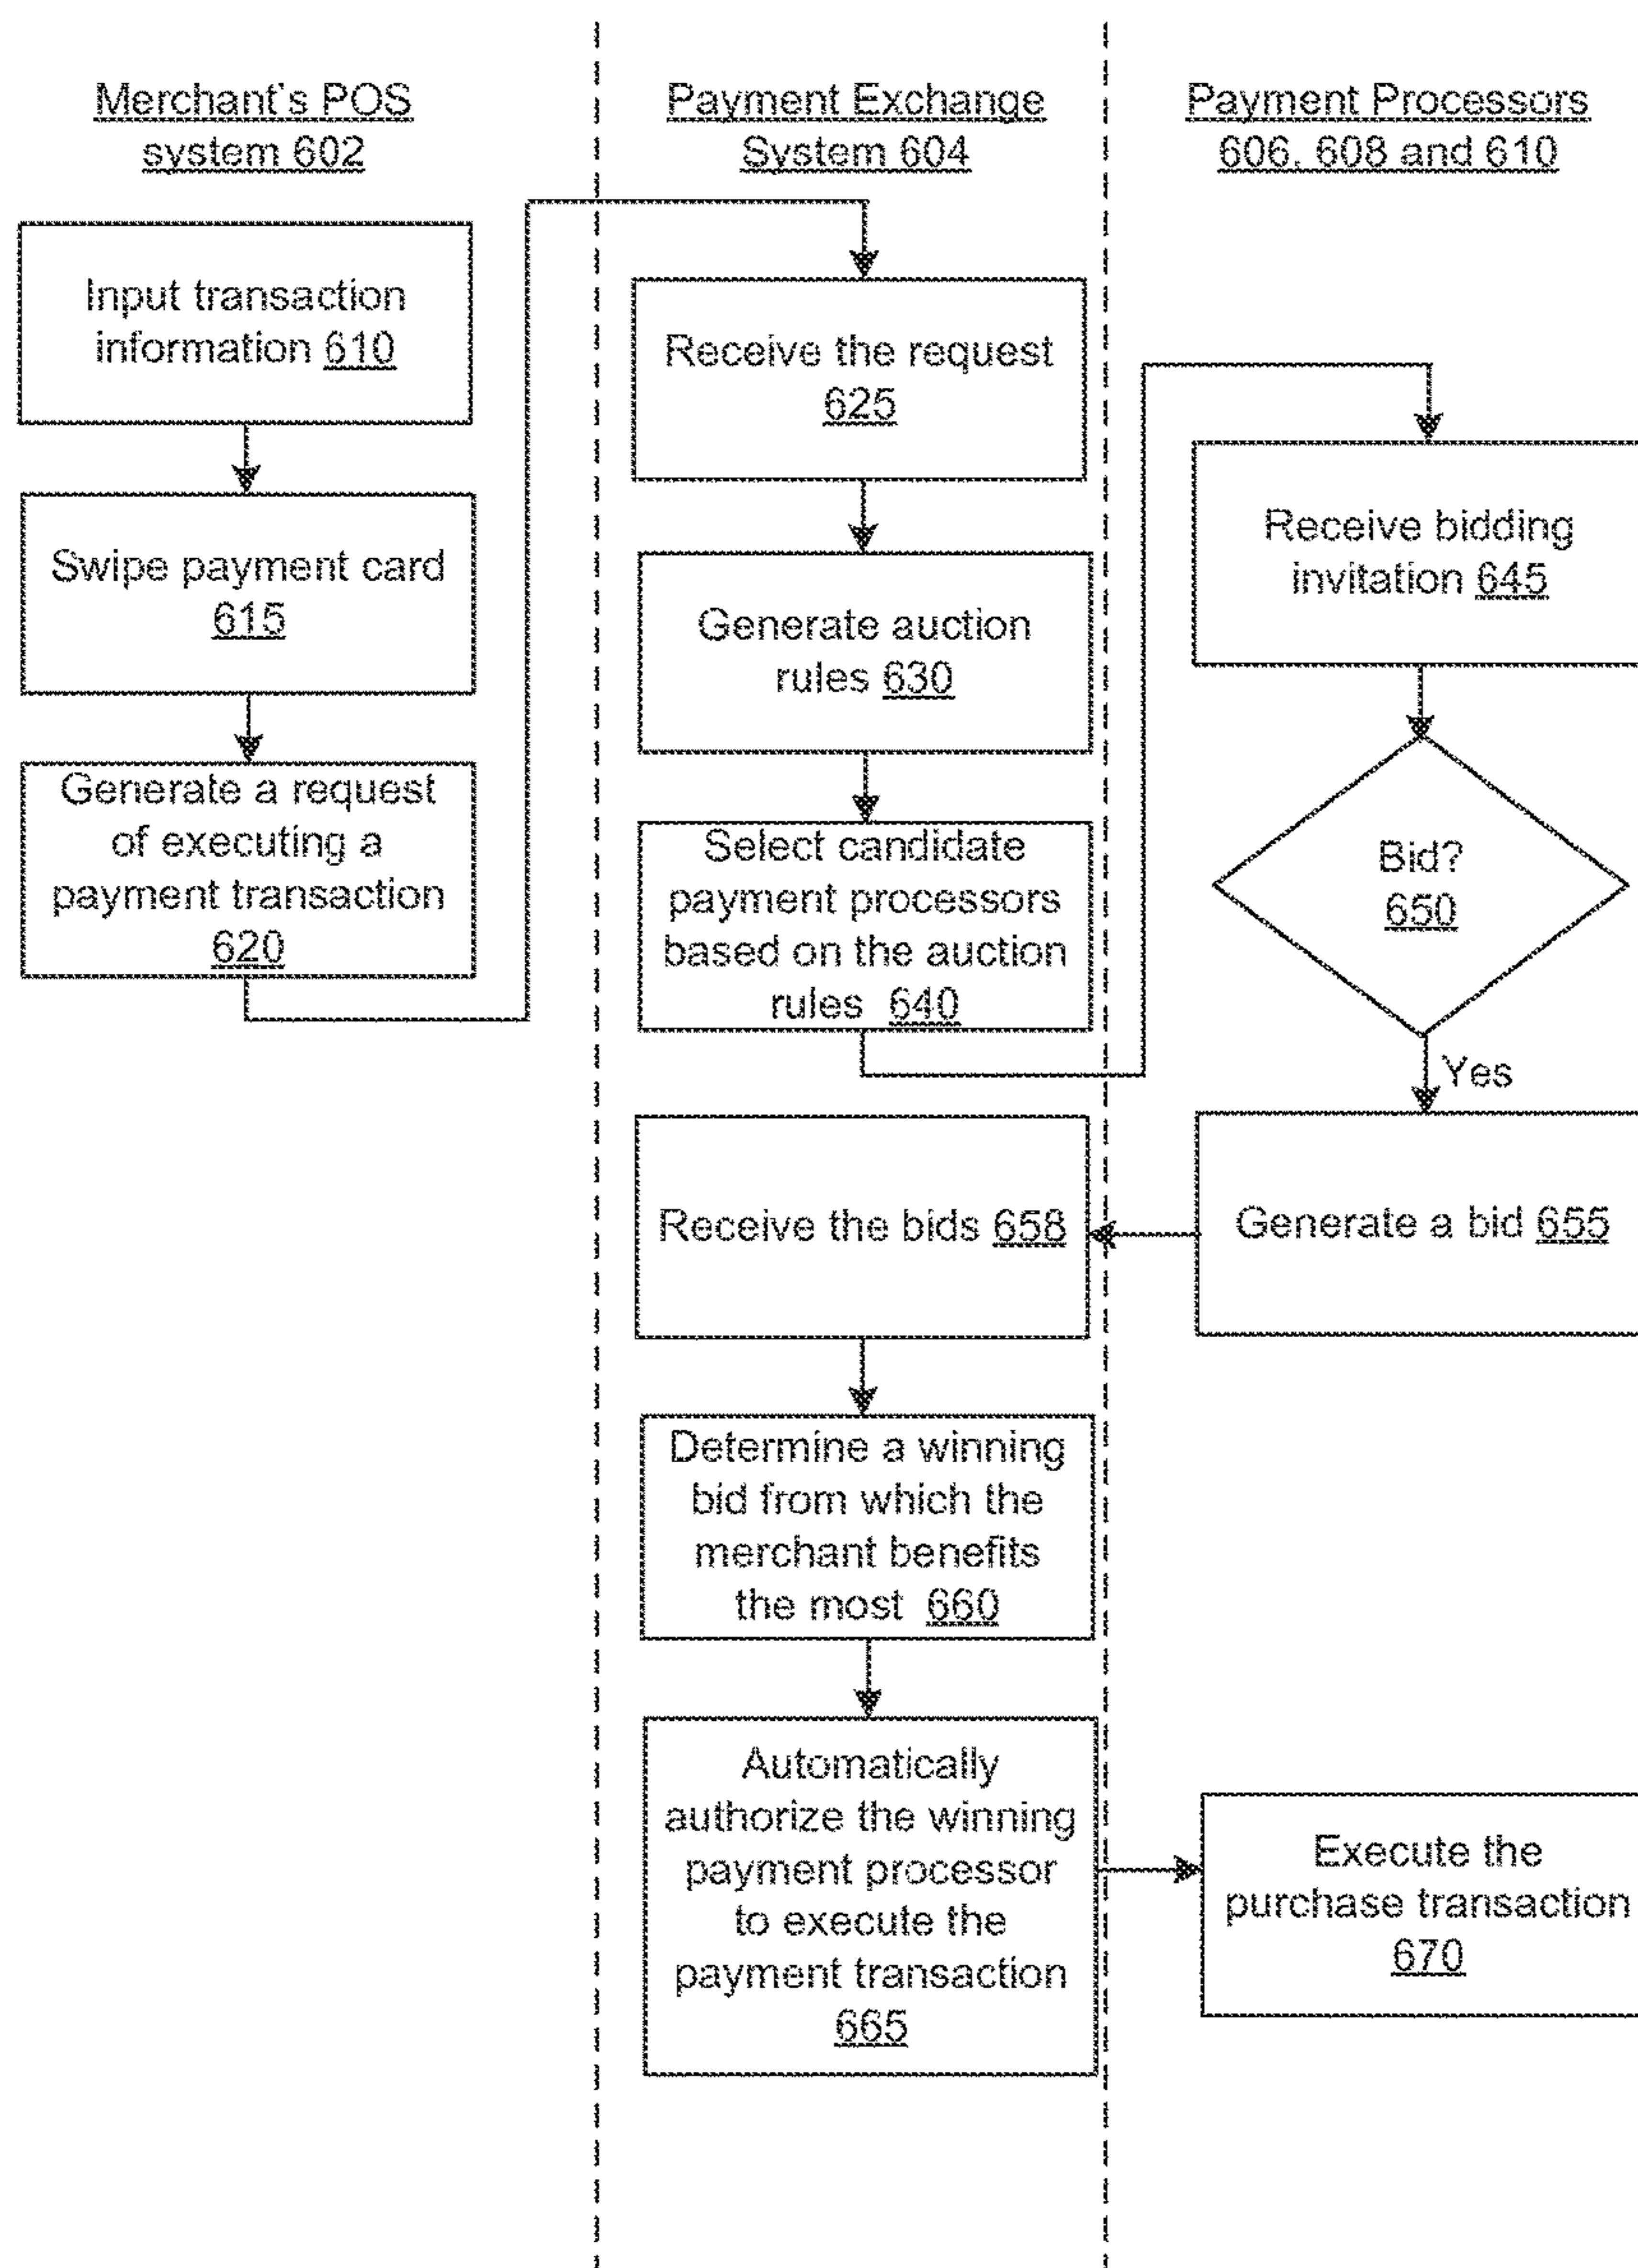 Merchant's POS
system 602
Payment Exchange
System 604
Payment Processors
606, 608 and 610
Input transaction
information 610
Swipe payment card
615
Generate a request
of executing a
payment transaction
620
Receive the request
625
Generate auction
rules 630
Select candidate
payment processors
based on the auction
rules 640
Receive bidding
invitation 645
Bid?
650
Yes
Generate a bid 655
Receive the bids 658
Determine a winning
bid from which the
merchant benefits
the most 660
Automatically
authorize the winning
payment processor
to execute the
payment transaction
665
Execute the
purchase transaction
670